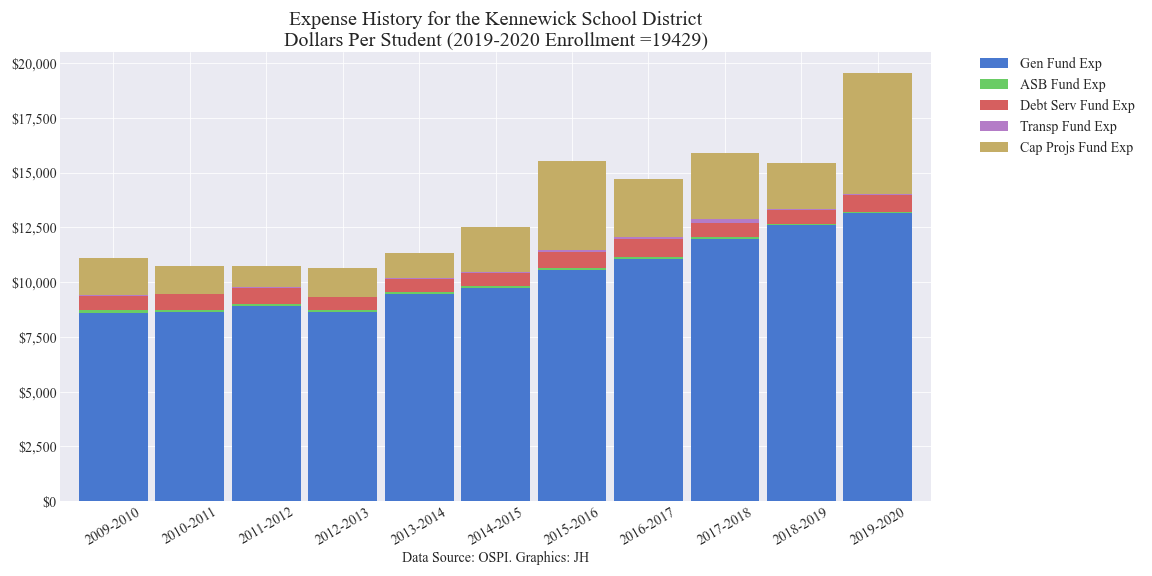 Expense History for the Kennewick School District
Dollars Per Student (2019-2020 Enrollment =19429)
$20,000
$17,500
$15,000
$12,500
$10,000
$7,500
$5,000
$2,500
$0
2009-2010
2010-2011
2011-2012
2012-2013
2013-2014
2014-2015
2015-2016
2016-2017
2017-2018
2018-2019
2019-2020
Data Source: OSPI. Graphics: JH
Gen Fund Exp
ASB Fund Exp
Debt Serv Fund Exp
Transp Fund Exp
Cap Projs Fund Exp